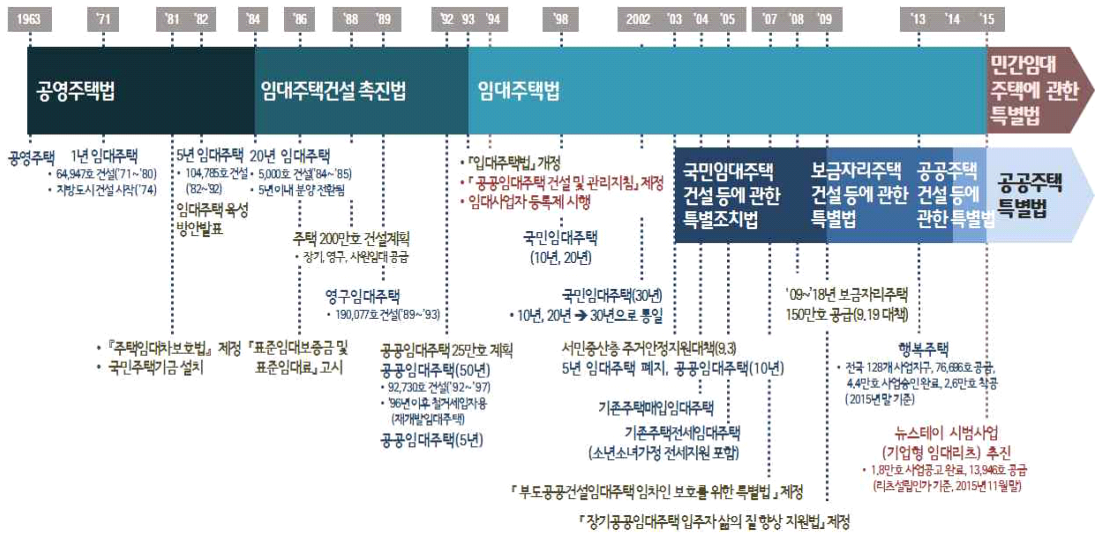 1963 '71 '81 '82 '84 '86 '88 '89 '92 93 '94 '98 2002 '03 '04 '05 '07 '08 '09 '13 '14 '15
공영주택법
임대주택건설 촉진법
임대주택법
민간임대
주택에 관한
특별법
국민임대주택
건설 등에 관한
특별조치법
보금자리주택
건설 등에 관한
특별법
공공주택
건설 등에
관한 특별법
공공주택
특별법
공영주택
1년 임대주택
• 64,947호 건설('71~'80)
• 지방도시 건설 시작('74)
5년 임대주택
• 104,785호 건설
('82~'92)
임대주택 육성
방안발표
20년 임대주택
• 5,000호 건설('84~'85)
• 5년이내 분양 전환됨
주택 200만호 건설계획
• 장기, 영구, 사원임대 공급
영구임대주택
• 190,077호 건설('89~'93)
• 『임대주택법』 개정
• 『공공임대주택 건설 및 관리지침』 제정
• 임대사업자 등록제 시행
국민임대주택
(10년, 20년)
국민임대주택(30년)
• 10년, 20년 → 30년으로 통일
'09~'18년 보금자리주택
150만호 공급(9.19 대책)
• 『주택임대차보호법』 제정
• 국민주택기금 설치
『표준임대보증금 및
표준임대료』 고시
공공임대주택 25만호 계획
공공임대주택(50년)
• 92,730호 건설('92~'97)
• '96년 이후 철거세입자용
(재개발임대주택)
공공임대주택(5년)
서민중산층 주거안정지원대책(9.3)
5년 임대주택 폐지, 공공임대주택(10년)
기존주택매입임대주택
기존주택전세임대주택
(소년소녀가정 전세지원 포함)
행복주택
• 전국 128개 사업지구, 76,696호 공급,
4.4만호 사업승인 완료, 2.6만호 착공
(2015년말 기준)
뉴스테이 시범사업
(기업형 임대리츠) 추진
• 1.8만호 사업공고 완료, 13,946호 공급
(리츠설립인가 기준, 2015년 11월말)
『부도공공건설임대주택 임차인 보호를 위한 특별법』 제정
『장기공공임대주택 입주자 삶의 질 향상 지원법』 제정